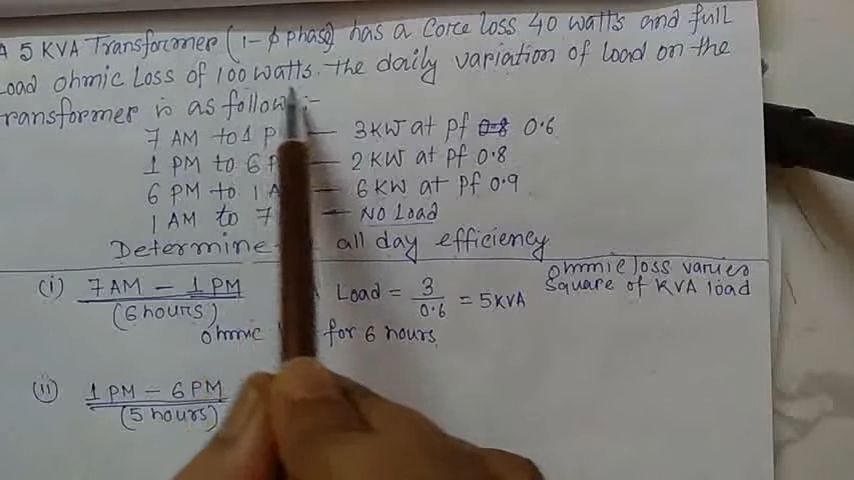 A 5 KVA Transformer (1-ϕ phase) has a Core loss 40 watts and full
Load ohmic Loss of 100 watts. The daily variation of load on the
ransformer is as follow:-
7 AM to 1 P — 3 KW at pf 0.8 0.6
1 PM to 6 P — 2 KW at pf 0.8
6 PM to 1 A — 6 KW at pf 0.9
1 AM to 7 — NO Load
Determine all day efficiency
(i) 7AM - 1 PM Load = 3/0.6 = 5 KVA
(6 hours)
ohmic loss varies
square of KVA load
ohmic for 6 hours
(ii) 1 PM - 6 PM
(5 hours)